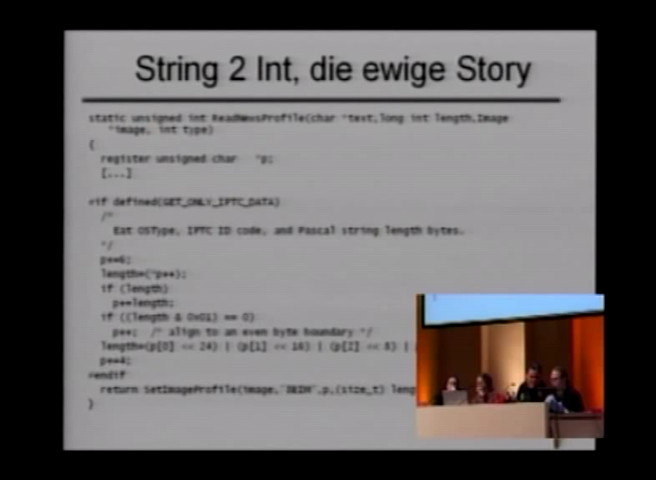 String 2 Int, die ewige Story
static unsigned int ReadNewsProfile(char *text,long int length,Image
*image, int type)
{
register unsigned char *p;
[...]
#if defined(GET_ONLY_IPTC_DATA)
/*
Eat OSType, IPTC ID code, and Pascal string length bytes.
*/
p+=6;
length=(*p++);
if (length)
p+=length;
if ((length & 0x01) == 0)
p++; /* align to an even byte boundary */
length=(p[0] << 24) | (p[1] << 16) | (p[2] << 8) |
p+=4;
#endif
return SetImageProfile(image,"8BIM",p,(size_t)
}